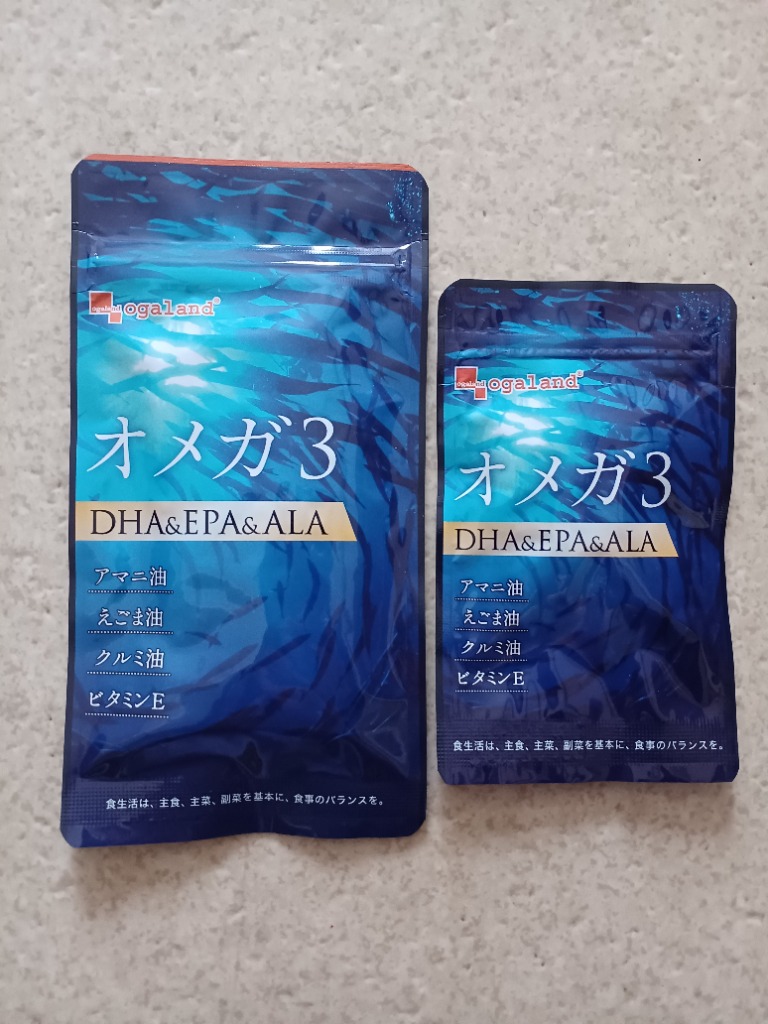 ogaland ogaland®
オメガ3
DHA&EPA&ALA
アマニ油
えごま油
クルミ油
ビタミンE
食生活は、主食、主菜、副菜を基本に、食事のバランスを。
ogaland ogaland®
オメガ3
DHA&EPA&ALA
アマニ油
えごま油
クルミ油
ビタミンE
食生活は、主食、主菜、副菜を基本に、食事のバランスを。